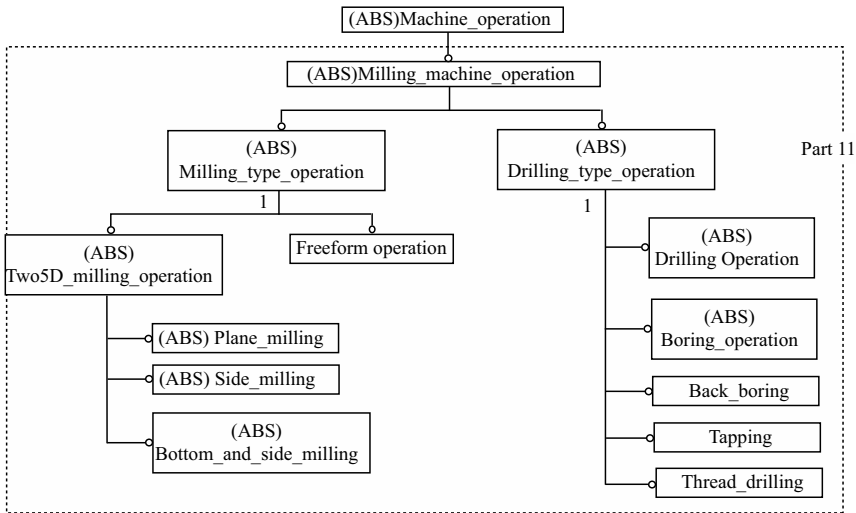 (ABS)Machine_operation
(ABS)Milling_machine_operation
(ABS)
Milling_type_operation
(ABS)
Drilling_type_operation
Part 11
1
1
(ABS)
Two5D_milling_operation
Freeform operation
(ABS)
Drilling Operation
(ABS) Plane_milling
(ABS)
Boring_operation
(ABS) Side_milling
Back_boring
(ABS)
Bottom_and_side_milling
Tapping
Thread_drilling